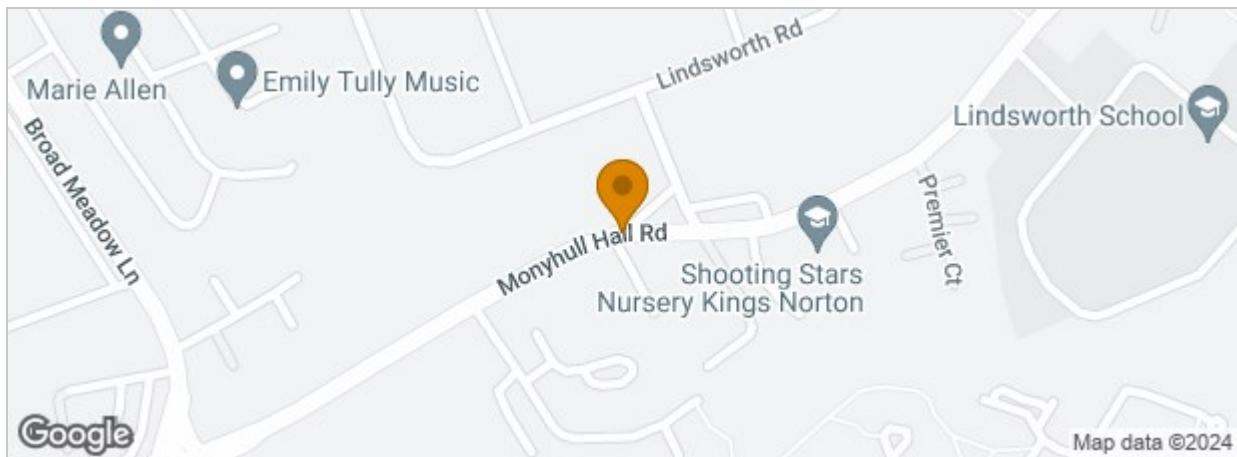 Marie Allen
Emily Tully Music
Lindsworth Rd
Lindsworth School
Broad Meadow Ln
Monyhull Hall Rd
Premier Ct
Shooting Stars
Nursery Kings Norton
Google
Map data ©2024